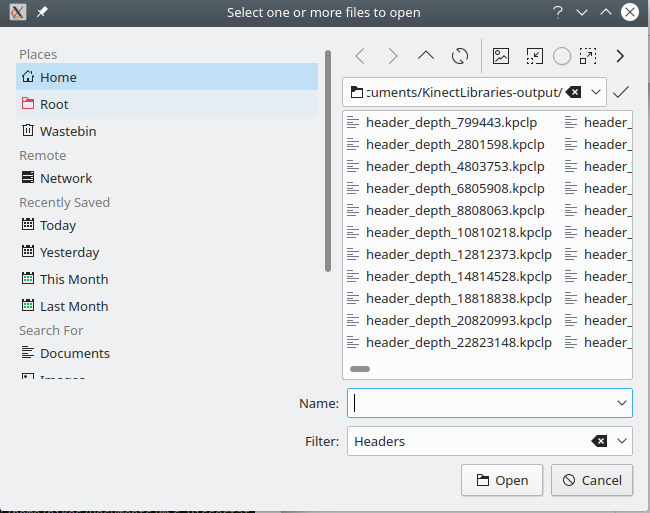 Select one or more files to open
Places
Home
Root
Wastebin
Remote
Network
Recently Saved
Today
Yesterday
This Month
Last Month
Search For
Documents
Images
cuments/KinectLibraries-output/
header_depth_799443.kpclp header_
header_depth_2801598.kpclp header_
header_depth_4803753.kpclp header_
header_depth_6805908.kpclp header_
header_depth_8808063.kpclp header_
header_depth_10810218.kpclp header_
header_depth_12812373.kpclp header_
header_depth_14814528.kpclp header_
header_depth_18818838.kpclp header_
header_depth_20820993.kpclp header_
header_depth_22823148.kpclp header_
Name:
Filter: Headers
Open Cancel